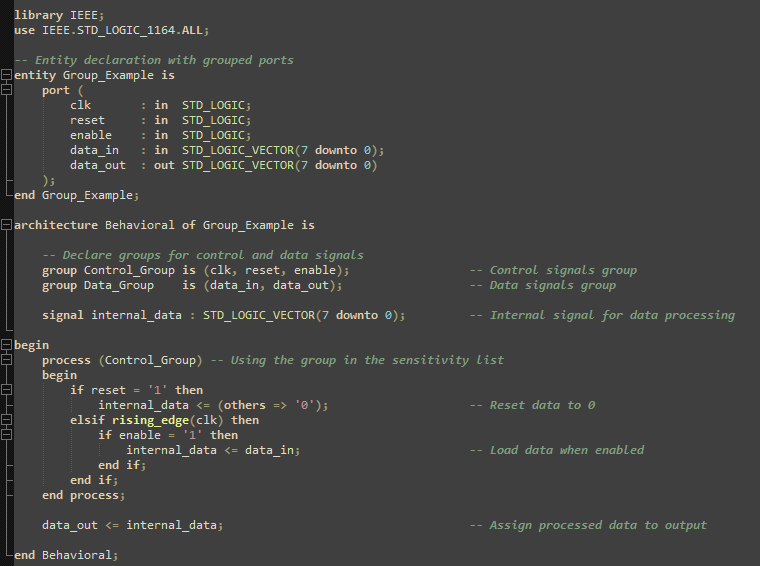 library IEEE;
use IEEE.STD_LOGIC_1164.ALL;
-- Entity declaration with grouped ports
entity Group_Example is
    port (
        clk       : in  STD_LOGIC;
        reset     : in  STD_LOGIC;
        enable    : in  STD_LOGIC;
        data_in   : in  STD_LOGIC_VECTOR(7 downto 0);
        data_out  : out STD_LOGIC_VECTOR(7 downto 0)
    );
end Group_Example;
architecture Behavioral of Group_Example is
    -- Declare groups for control and data signals
    group Control_Group is (clk, reset, enable);                 -- Control signals group
    group Data_Group    is (data_in, data_out);                  -- Data signals group
    signal internal_data : STD_LOGIC_VECTOR(7 downto 0);         -- Internal signal for data processing
begin
    process (Control_Group) -- Using the group in the sensitivity list
    begin
        if reset = '1' then
            internal_data <= (others => '0');                    -- Reset data to 0
        elsif rising_edge(clk) then
            if enable = '1' then
                internal_data <= data_in;                        -- Load data when enabled
            end if;
        end if;
    end process;
    data_out <= internal_data;                                   -- Assign processed data to output
end Behavioral;